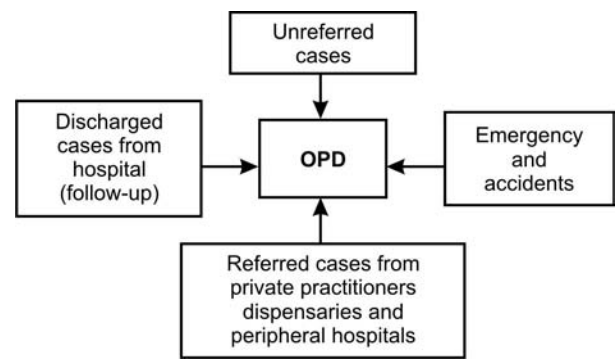 Unreferred
cases
Discharged
cases from
hospital
(follow-up)
OPD
Emergency
and
accidents
Referred cases from
private practitioners
dispensaries and
peripheral hospitals